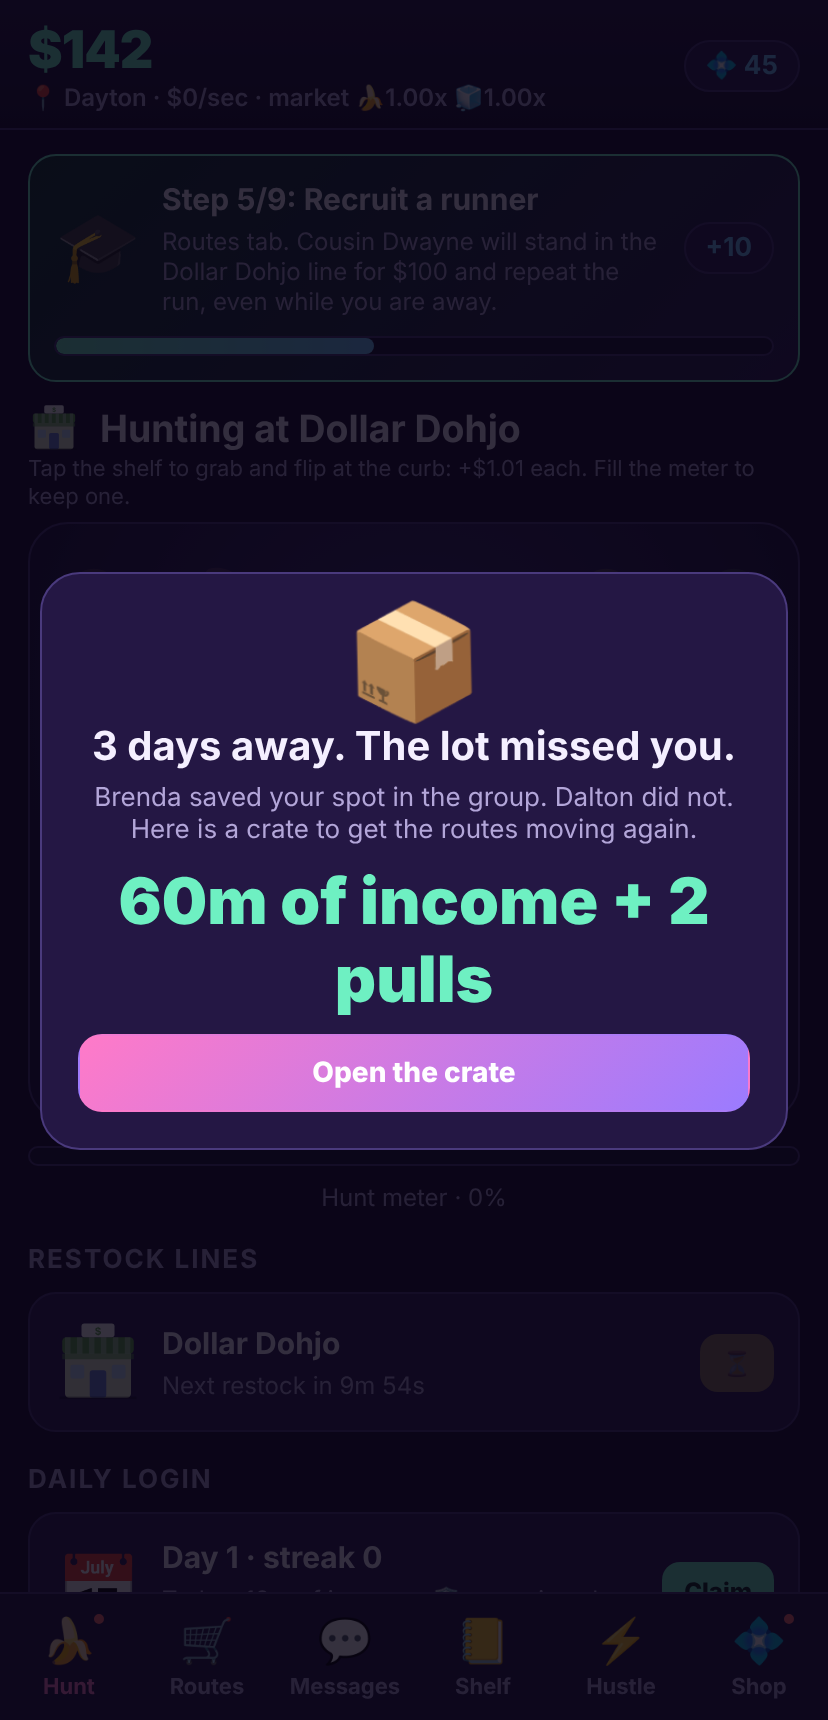 $142
45
Dayton · $0/sec · market 🍌1.00x 🧊1.00x
Step 5/9: Recruit a runner
Routes tab. Cousin Dwayne will stand in the
Dollar Dohjo line for $100 and repeat the
run, even while you are away.
+10
Hunting at Dollar Dohjo
Tap the shelf to grab and flip at the curb: +$1.01 each. Fill the meter to
keep one.
3 days away. The lot missed you.
Brenda saved your spot in the group. Dalton did not.
Here is a crate to get the routes moving again.
60m of income + 2
pulls
Open the crate
Hunt meter · 0%
RESTOCK LINES
Dollar Dohjo
Next restock in 9m 54s
DAILY LOGIN
July
Day 1 · streak 0
Claim
Hunt
Routes
Messages
Shelf
Hustle
Shop